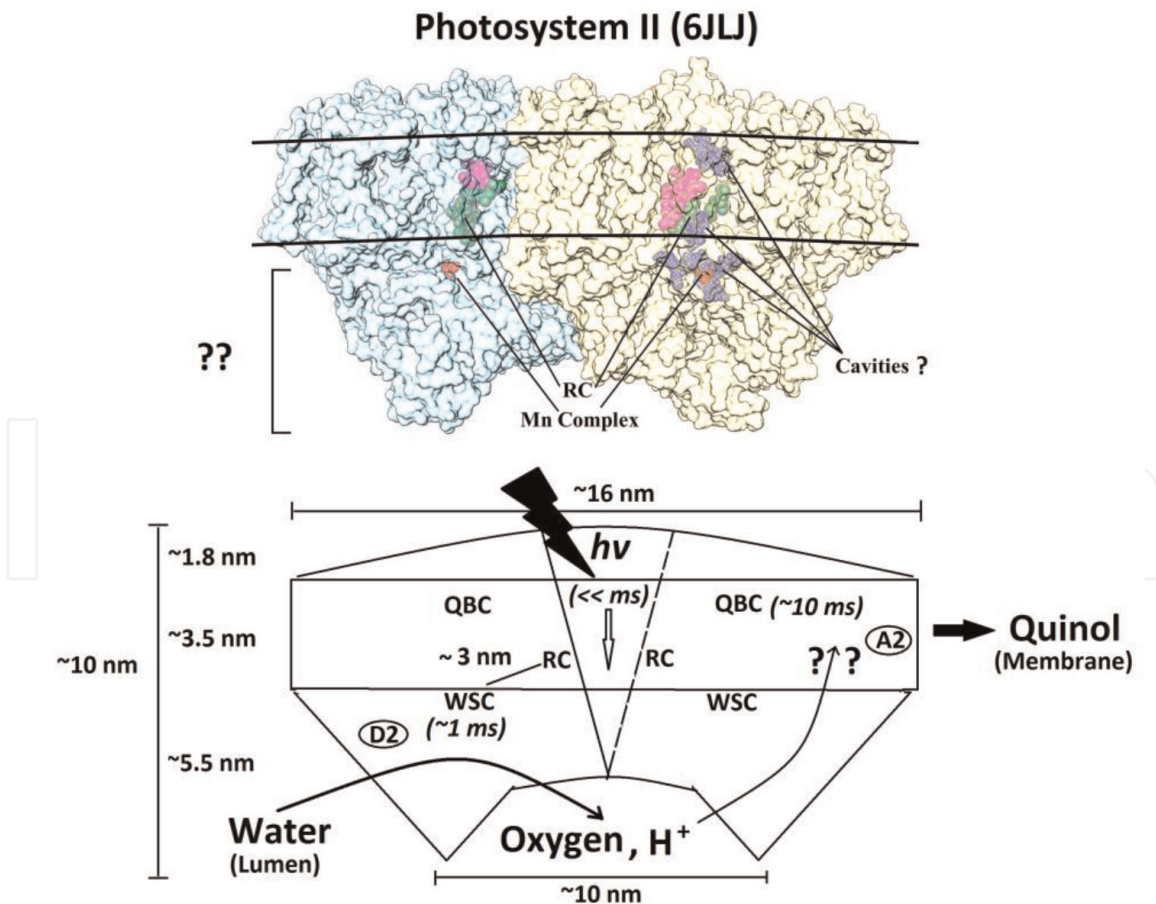 Photosystem II (6JLJ)
??
Cavities ?
RC
Mn Complex
~16 nm
~1.8 nm
hv
(<< ms)
QBC
QBC (~10 ms)
~3.5 nm
A2
Quinol
(Membrane)
~10 nm
~ 3 nm
RC
RC
? ?
WSC
(~1 ms)
WSC
D2
~5.5 nm
Water
(Lumen)
Oxygen , H+
~10 nm